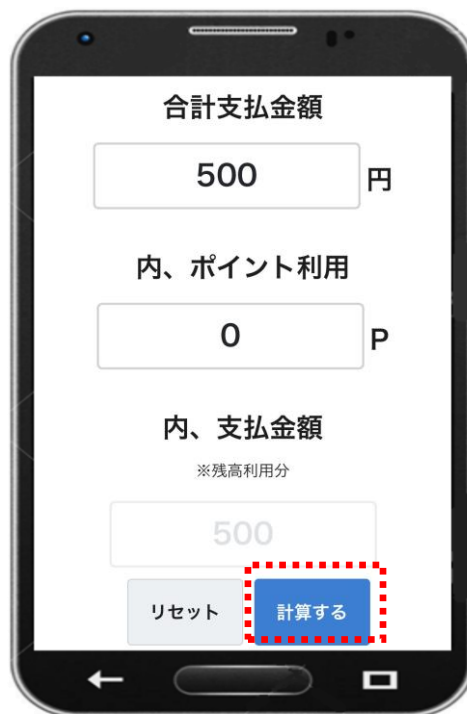 合計支払金額
500 円
内、ポイント利用
0 P
内、支払金額
※残高利用分
500
リセット 計算する